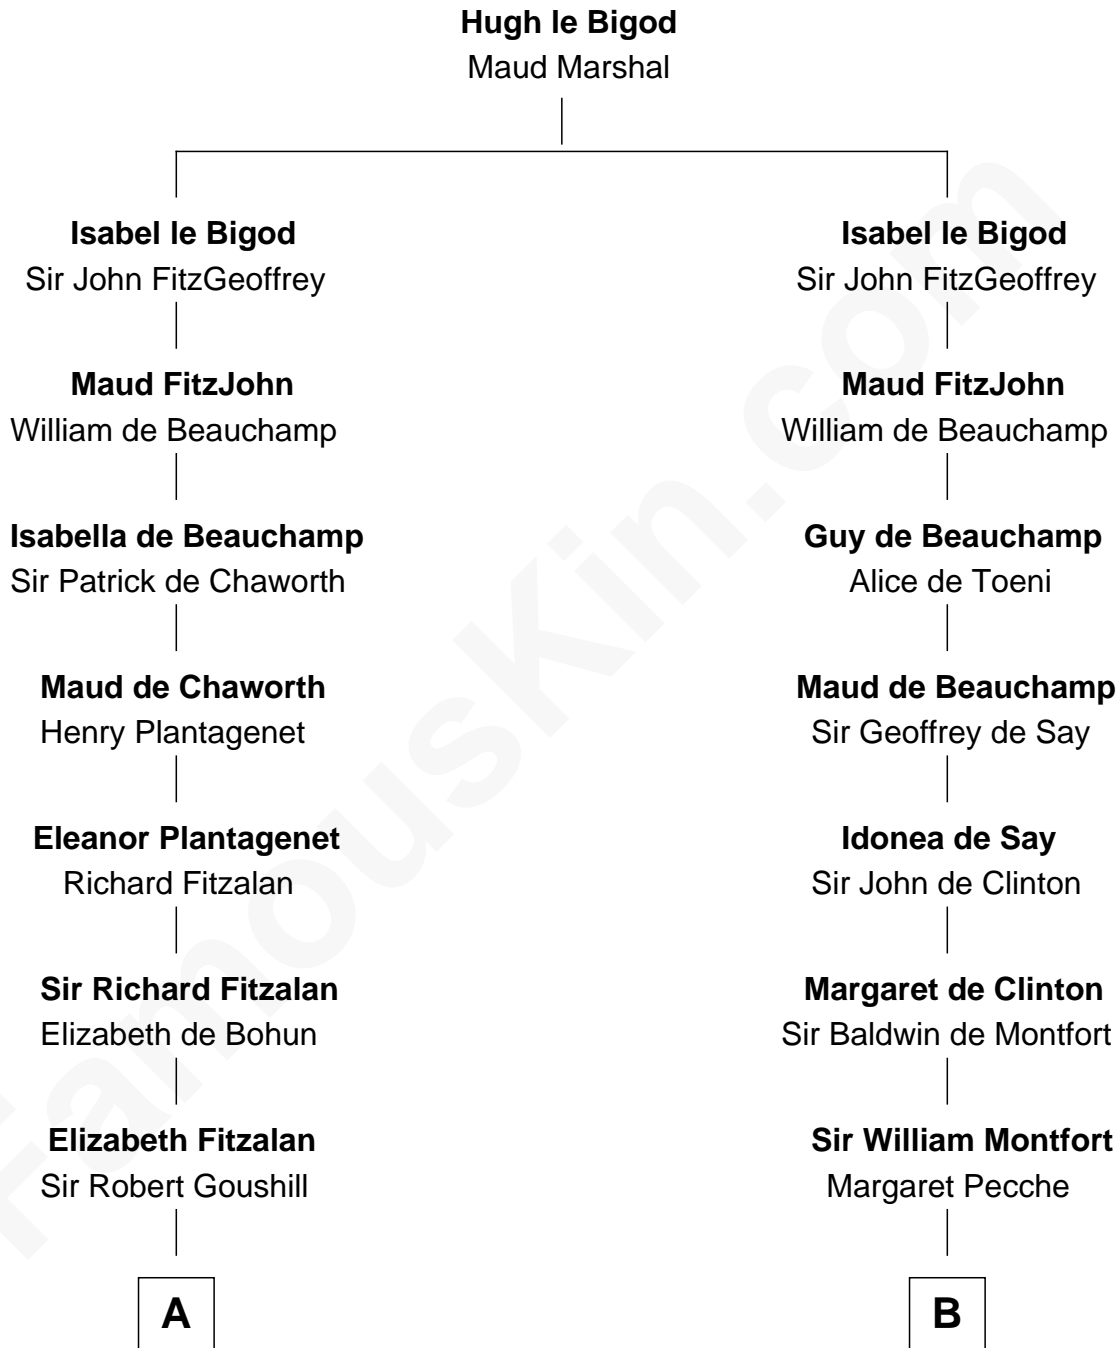 Hugh le Bigod
Maud Marshal
Isabel le Bigod
Sir John FitzGeoffrey
Maud FitzJohn
William de Beauchamp
Isabella de Beauchamp
Sir Patrick de Chaworth
Maud de Chaworth
Henry Plantagenet
Eleanor Plantagenet
Richard Fitzalan
Sir Richard Fitzalan
Elizabeth de Bohun
Elizabeth Fitzalan
Sir Robert Goushill
A
Isabel le Bigod
Sir John FitzGeoffrey
Maud FitzJohn
William de Beauchamp
Guy de Beauchamp
Alice de Toeni
Maud de Beauchamp
Sir Geoffrey de Say
Idonea de Say
Sir John de Clinton
Margaret de Clinton
Sir Baldwin de Montfort
Sir William Montfort
Margaret Pecche
B
FamousKin.com